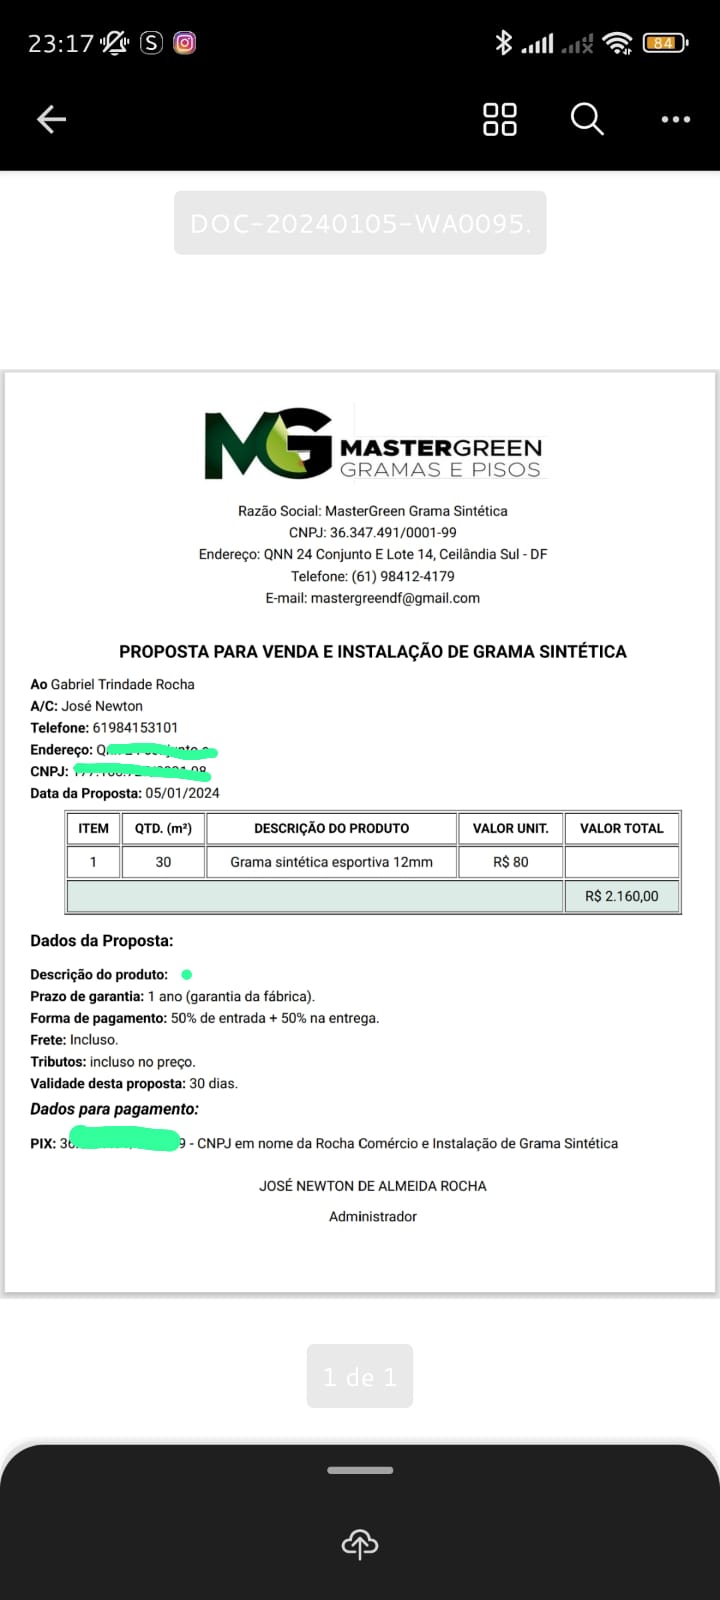 23:17
84
DOC-20240105-WA0095.
MG MASTERGREEN
GRAMAS E PISOS
Razão Social: MasterGreen Grama Sintética
CNPJ: 36.347.491/0001-99
Endereço: QNN 24 Conjunto E Lote 14, Ceilândia Sul - DF
Telefone: (61) 98412-4179
E-mail: mastergreendf@gmail.com
PROPOSTA PARA VENDA E INSTALAÇÃO DE GRAMA SINTÉTICA
Ao Gabriel Trindade Rocha
A/C: José Newton
Telefone: 61984153101
Endereço:
CNPJ:
Data da Proposta: 05/01/2024
ITEM QTD. (m²) DESCRIÇÃO DO PRODUTO VALOR UNIT. VALOR TOTAL
1 30 Grama sintética esportiva 12mm R$ 80
R$ 2.160,00
Dados da Proposta:
Descrição do produto:
Prazo de garantia: 1 ano (garantia da fábrica).
Forma de pagamento: 50% de entrada + 50% na entrega.
Frete: Incluso.
Tributos: incluso no preço.
Validade desta proposta: 30 dias.
Dados para pagamento:
PIX: - CNPJ em nome da Rocha Comércio e Instalação de Grama Sintética
JOSÉ NEWTON DE ALMEIDA ROCHA
Administrador
1 de 1